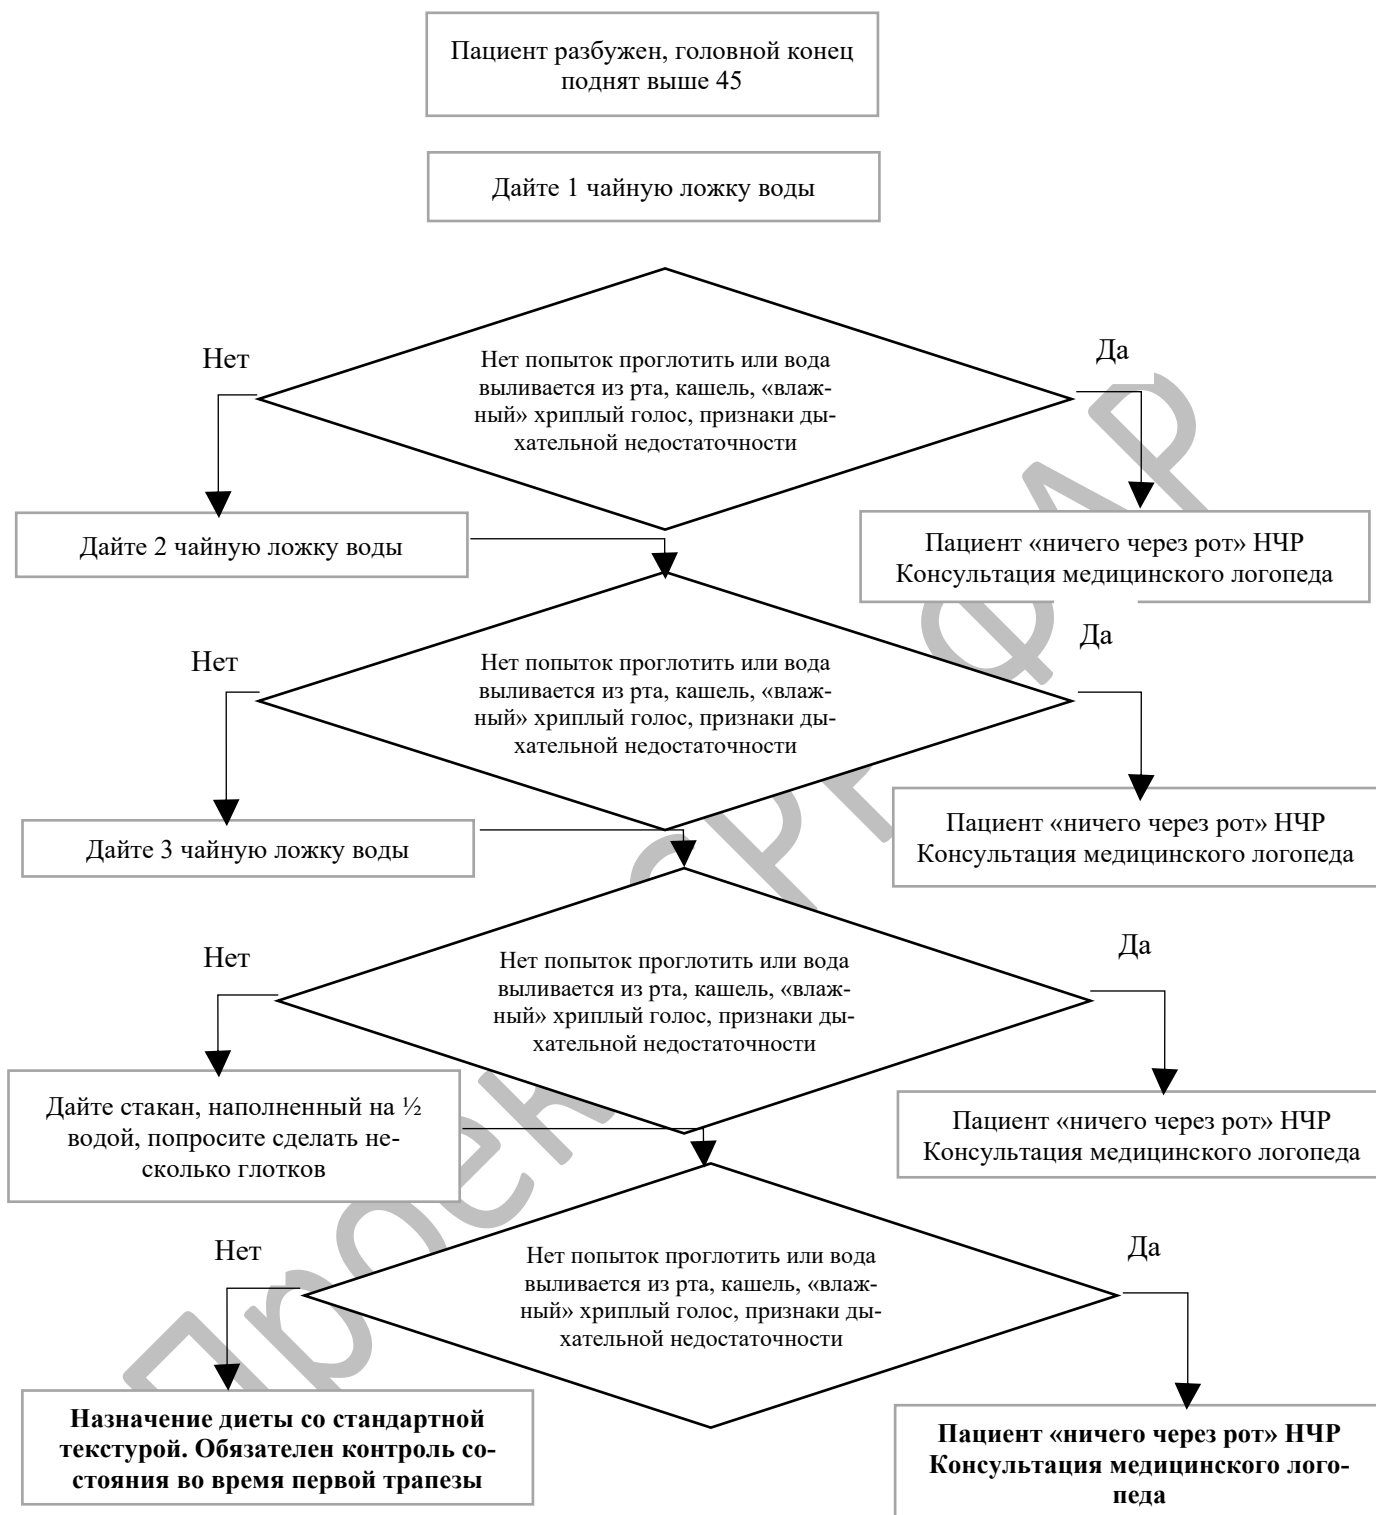 Пациент разбужен, головной конец
поднят выше 45
Дайте 1 чайную ложку воды
Нет
Да
Нет попыток проглотить или вода
выливается из рта, кашель, «влаж-
ный» хриплый голос, признаки ды-
хательной недостаточности
Дайте 2 чайную ложку воды
Пациент «ничего через рот» НЧР
Консультация медицинского логопеда
Нет
Да
Нет попыток проглотить или вода
выливается из рта, кашель, «влаж-
ный» хриплый голос, признаки ды-
хательной недостаточности
Дайте 3 чайную ложку воды
Пациент «ничего через рот» НЧР
Консультация медицинского логопеда
Нет
Да
Нет попыток проглотить или вода
выливается из рта, кашель, «влаж-
ный» хриплый голос, признаки ды-
хательной недостаточности
Дайте стакан, наполненный на ½
водой, попросите сделать не-
сколько глотков
Пациент «ничего через рот» НЧР
Консультация медицинского логопеда
Нет
Да
Нет попыток проглотить или вода
выливается из рта, кашель, «влаж-
ный» хриплый голос, признаки ды-
хательной недостаточности
Назначение диеты со стандартной
текстурой. Обязателен контроль со-
стояния во время первой трапезы
Пациент «ничего через рот» НЧР
Консультация медицинского лого-
педа